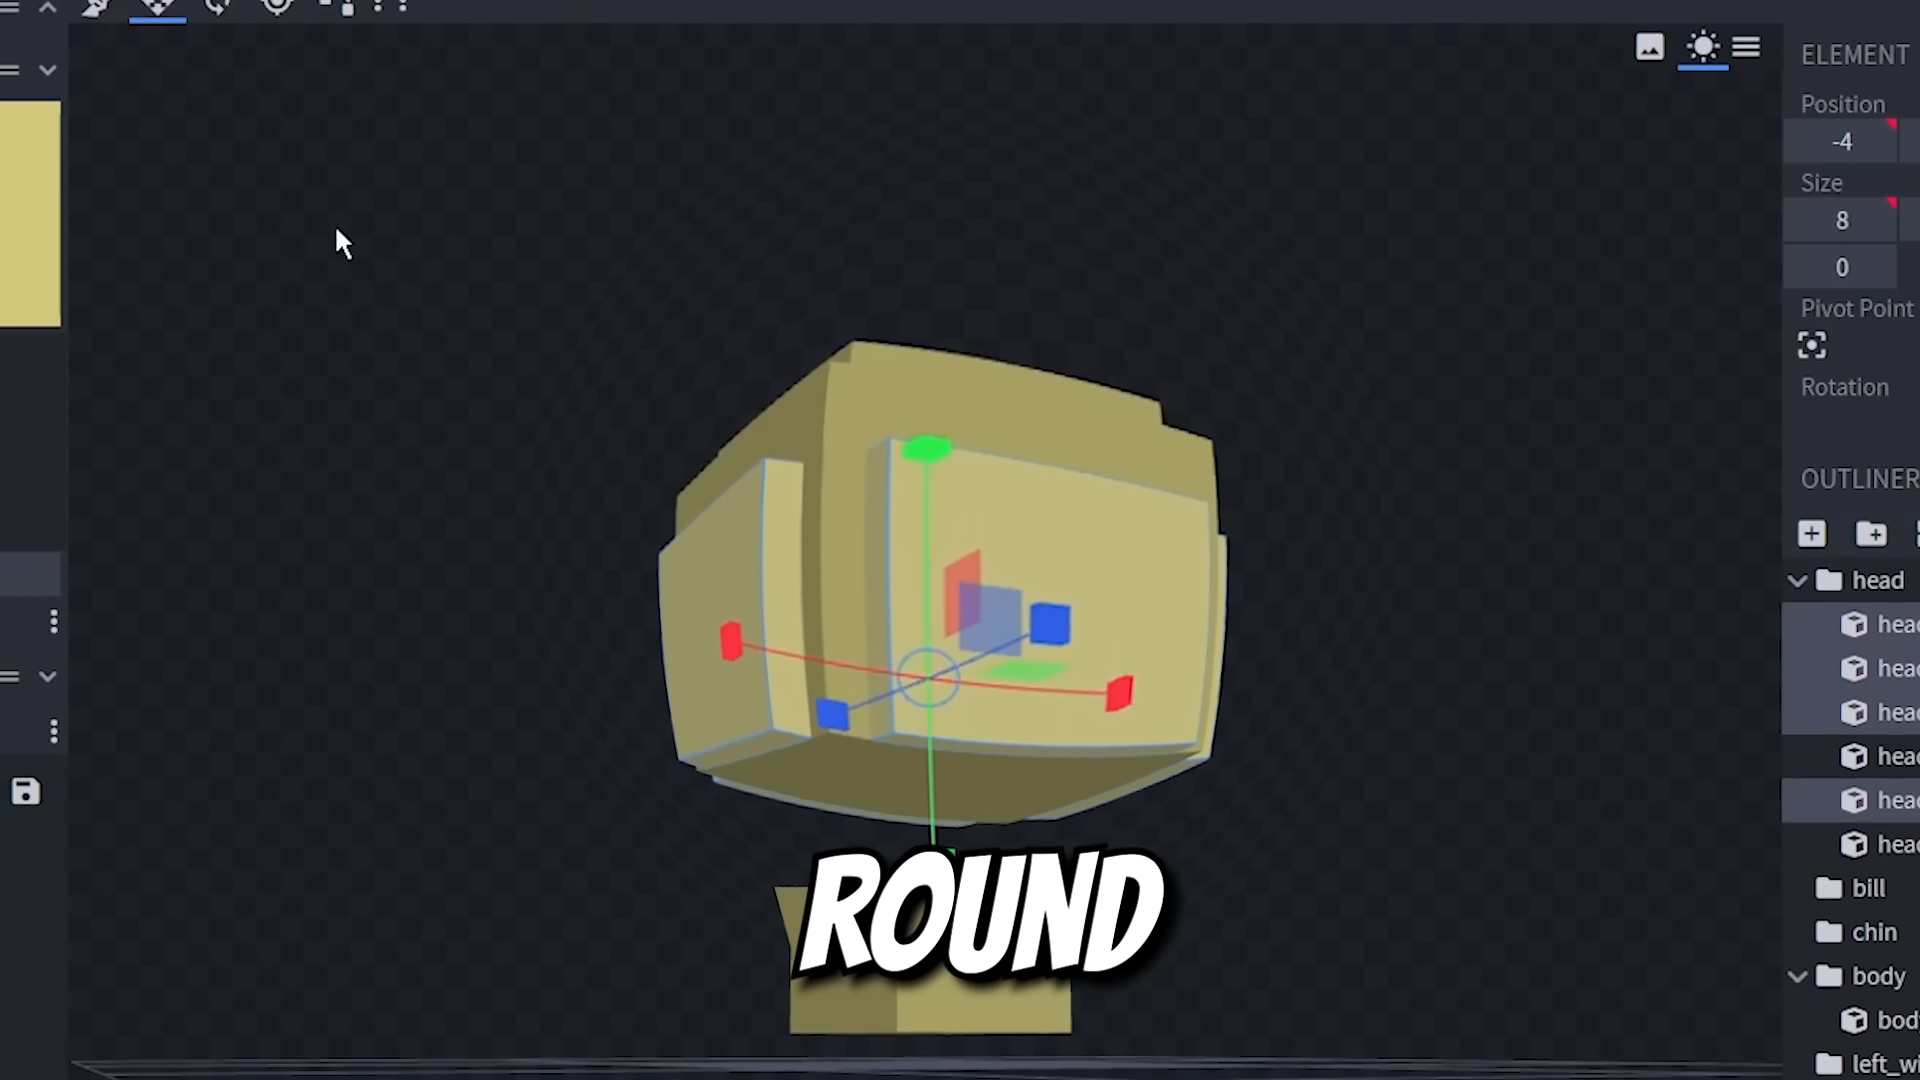 ELEMENT
Position
-4
Size
8
0
Pivot Point
Rotation
OUTLINER
head
bill
chin
body
ROUND